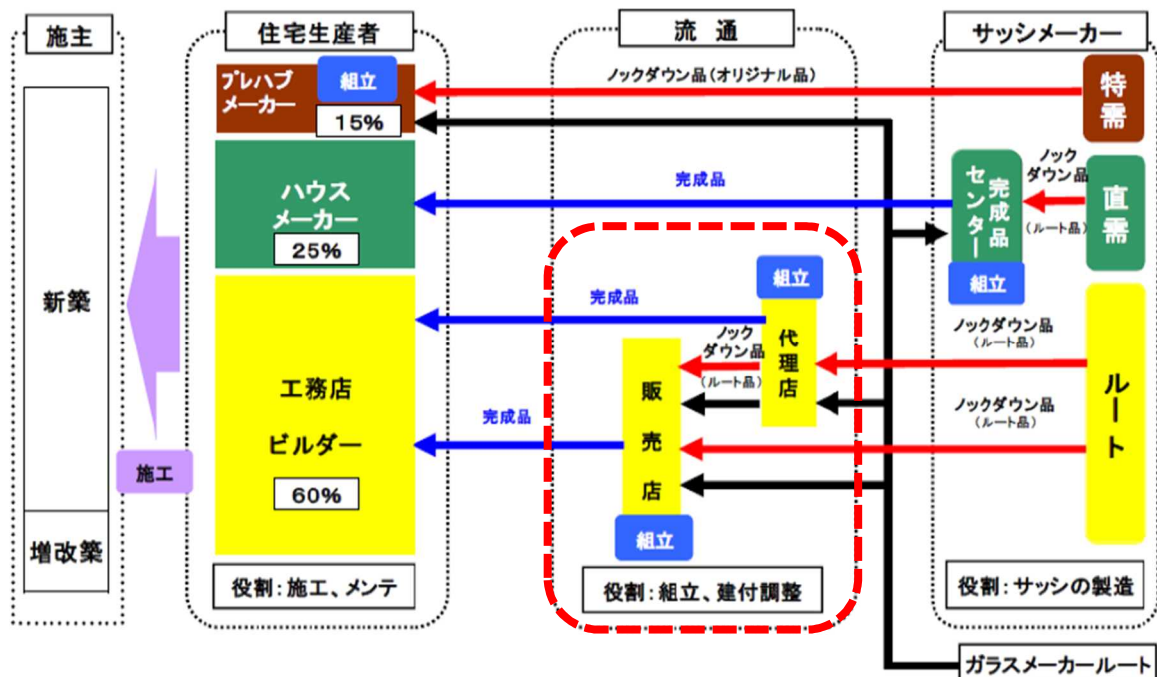 施主
新築
増改築
施工
住宅生産者
プレハブ
メーカー
組立
15%
ハウス
メーカー
25%
工務店
ビルダー
60%
役割：施工、メンテ
流　通
ノックダウン品（オリジナル品）
完成品
完成品
完成品
組立
代理店
ノック
ダウン品
（ルート品）
販売店
組立
役割：組立、建付調整
サッシメーカー
特需
直需
ノック
ダウン品
（ルート品）
完成品
センター
組立
ノックダウン品
（ルート品）
ノックダウン品
（ルート品）
ルート
役割：サッシの製造
ガラスメーカールート